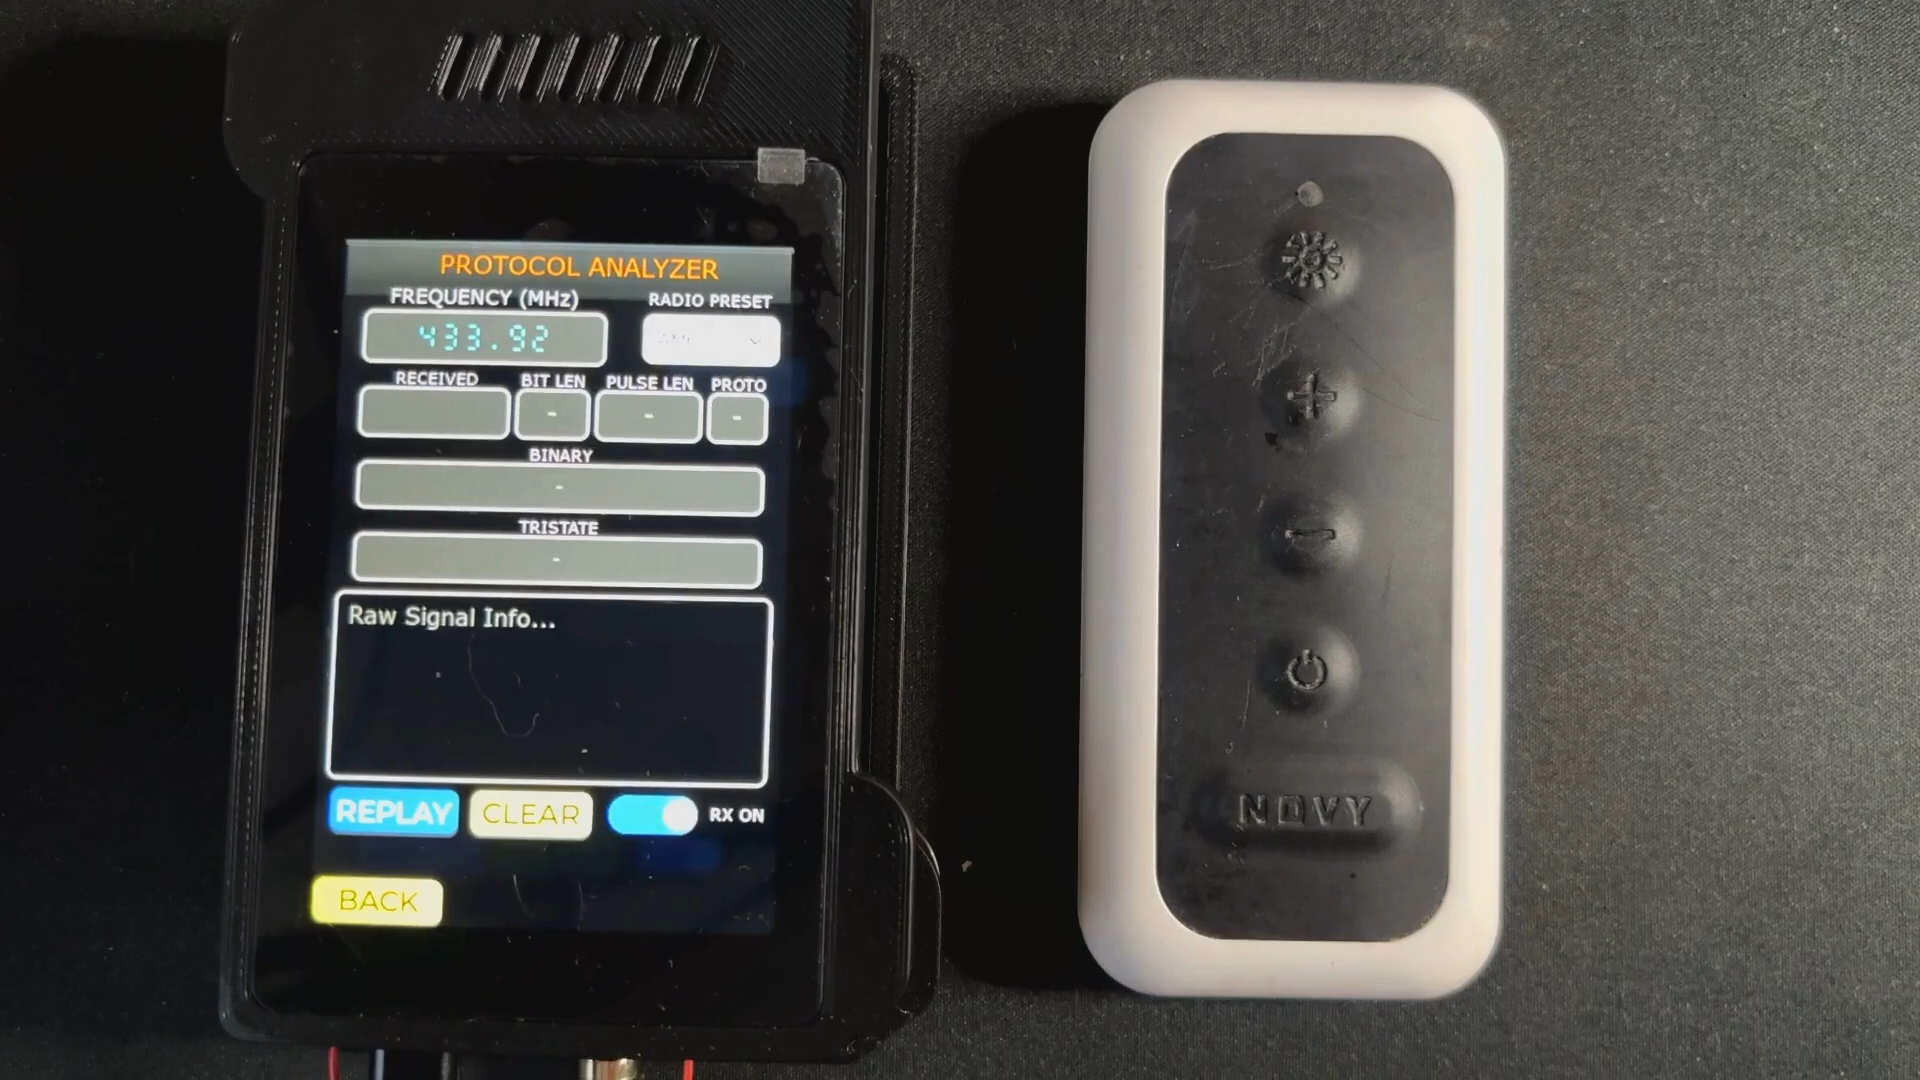 PROTOCOL ANALYZER
FREQUENCY (MHz)
RADIO PRESET
433.92
RECEIVED
BIT LEN
PULSE LEN
PROTO
-
-
-
BINARY
-
TRISTATE
-
Raw Signal Info...
REPLAY
CLEAR
RX ON
BACK
NOVY